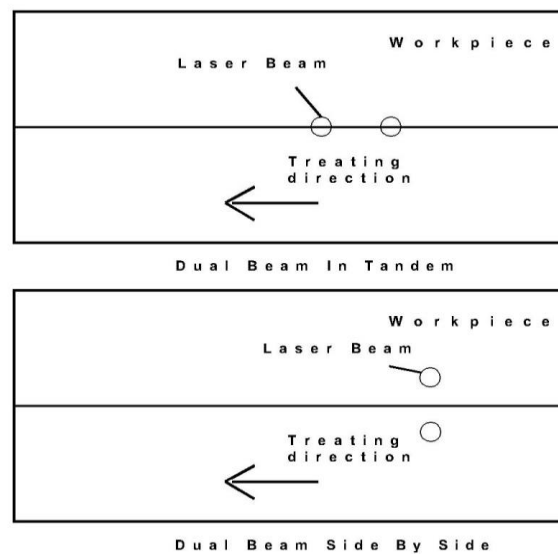 Workpiece
Laser Beam
Treating
direction
Dual Beam In Tandem
Workpiece
Laser Beam
Treating
direction
Dual Beam Side By Side